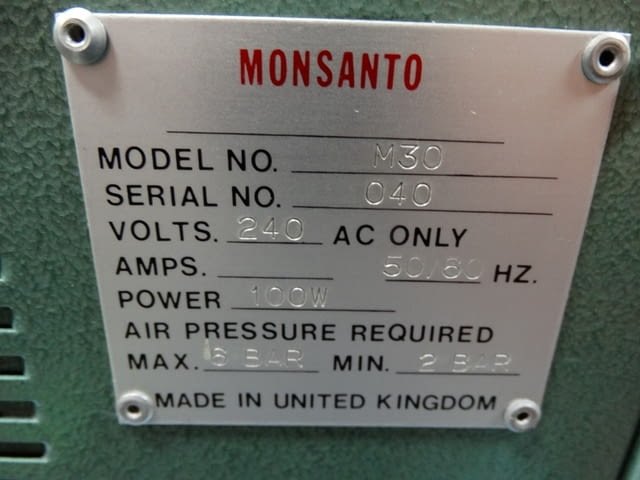 MONSANTO
MODEL NO. M30
SERIAL NO. 040
VOLTS. 240 AC ONLY
AMPS. 50/60 HZ.
POWER 100W
AIR PRESSURE REQUIRED
MAX. 6 BAR MIN. 2 BAR
MADE IN UNITED KINGDOM